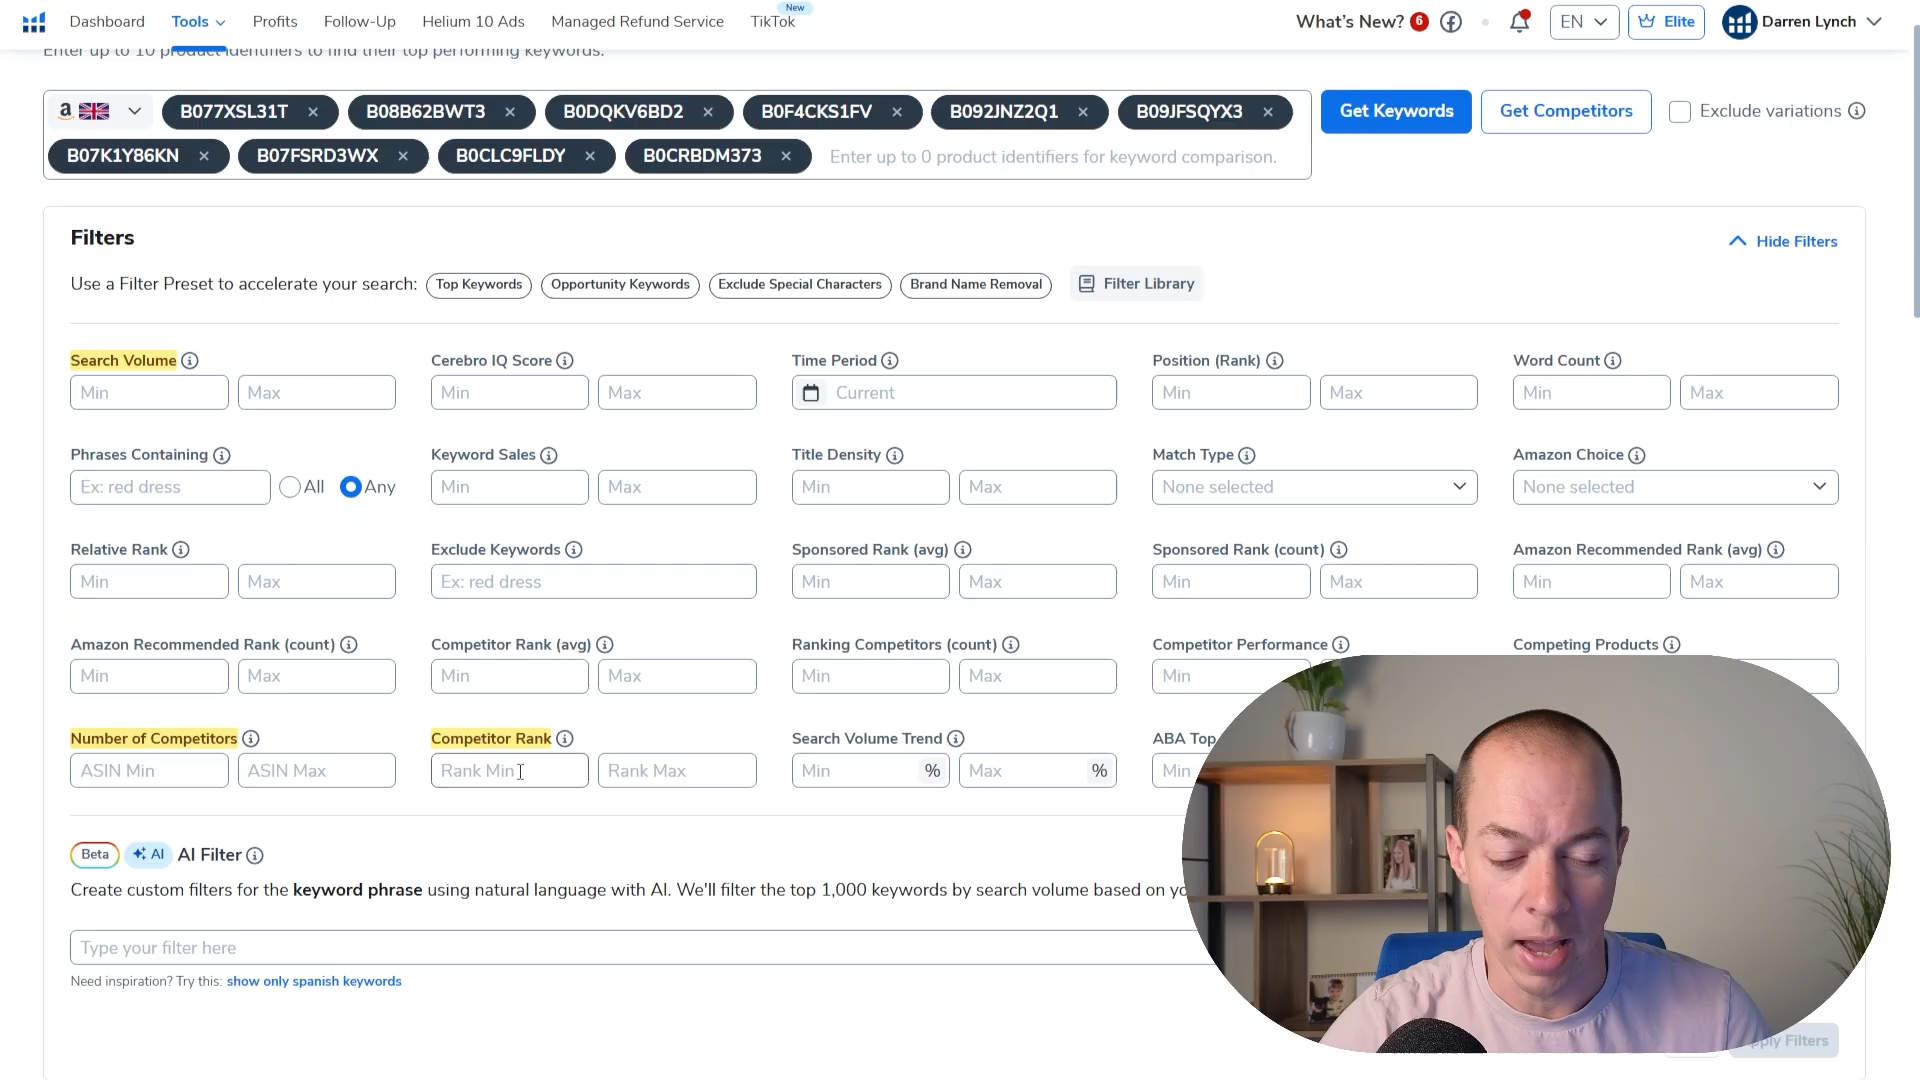 Dashboard Tools Profits Follow-Up Helium 10 Ads Managed Refund Service TikTok New What's New? 6 EN Elite Darren Lynch
Enter up to 10 product identifiers to find their top performing keywords.
a B077XSL31T × B08B62BWT3 × B0DQKV6BD2 × B0F4CKS1FV × B092JNZ2Q1 × B09JFSQYX3 × Get Keywords Get Competitors Exclude variations
B07K1Y86KN × B07FSRD3WX × B0CLC9FLDY × B0CRBDM373 × Enter up to 0 product identifiers for keyword comparison.
Filters Hide Filters
Use a Filter Preset to accelerate your search: Top Keywords Opportunity Keywords Exclude Special Characters Brand Name Removal Filter Library
Search Volume Cerebro IQ Score Time Period Position (Rank) Word Count
Min Max Min Max Current Min Max Min Max
Phrases Containing Keyword Sales Title Density Match Type Amazon Choice
Ex: red dress All Any Min Max Min Max None selected None selected
Relative Rank Exclude Keywords Sponsored Rank (avg) Sponsored Rank (count) Amazon Recommended Rank (avg)
Min Max Ex: red dress Min Max Min Max Min Max
Amazon Recommended Rank (count) Competitor Rank (avg) Ranking Competitors (count) Competitor Performance Competing Products
Min Max Min Max Min Max Min
Number of Competitors Competitor Rank Search Volume Trend ABA Top
ASIN Min ASIN Max Rank Min Rank Max Min % Max % Min
Beta AI AI Filter
Create custom filters for the keyword phrase using natural language with AI. We'll filter the top 1,000 keywords by search volume based on yo
Type your filter here
Need inspiration? Try this: show only spanish keywords
pply Filters